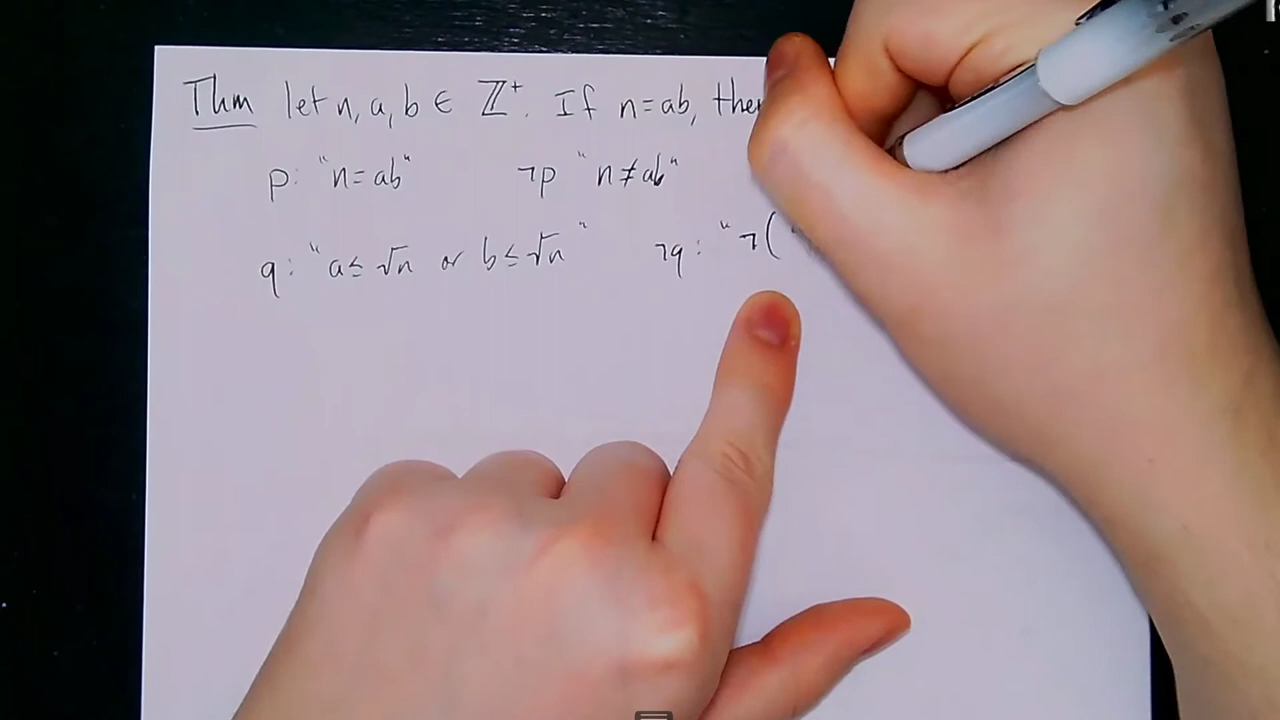 Thm let n, a, b ∈ ℤ⁺. If n=ab, then
p: "n=ab" ¬p "n≠ab"
q: "a≤√n or b≤√n" ¬q: "¬(